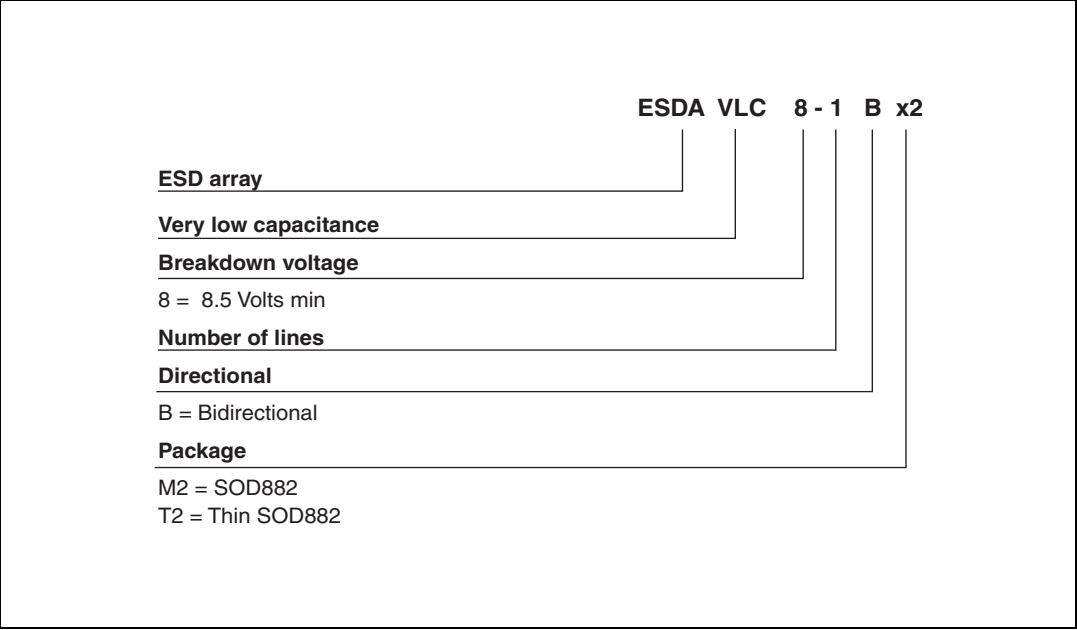 ESDA VLC 8 - 1 B x2
ESD array
Very low capacitance
Breakdown voltage
8 = 8.5 Volts min
Number of lines
Directional
B = Bidirectional
Package
M2 = SOD882
T2 = Thin SOD882